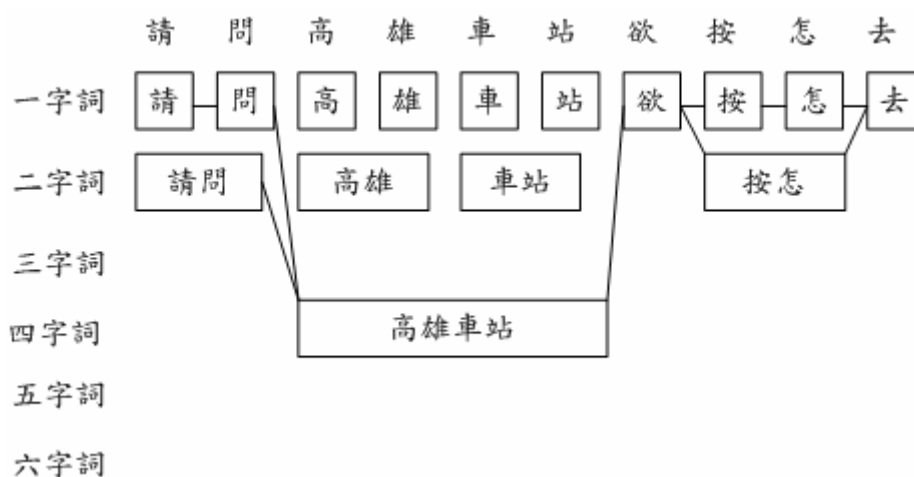 請 問 高 雄 車 站 欲 按 怎 去
一字詞 請 問 高 雄 車 站 欲 按 怎 去
二字詞 請問 高雄 車站 按怎
三字詞
四字詞 高雄車站
五字詞
六字詞